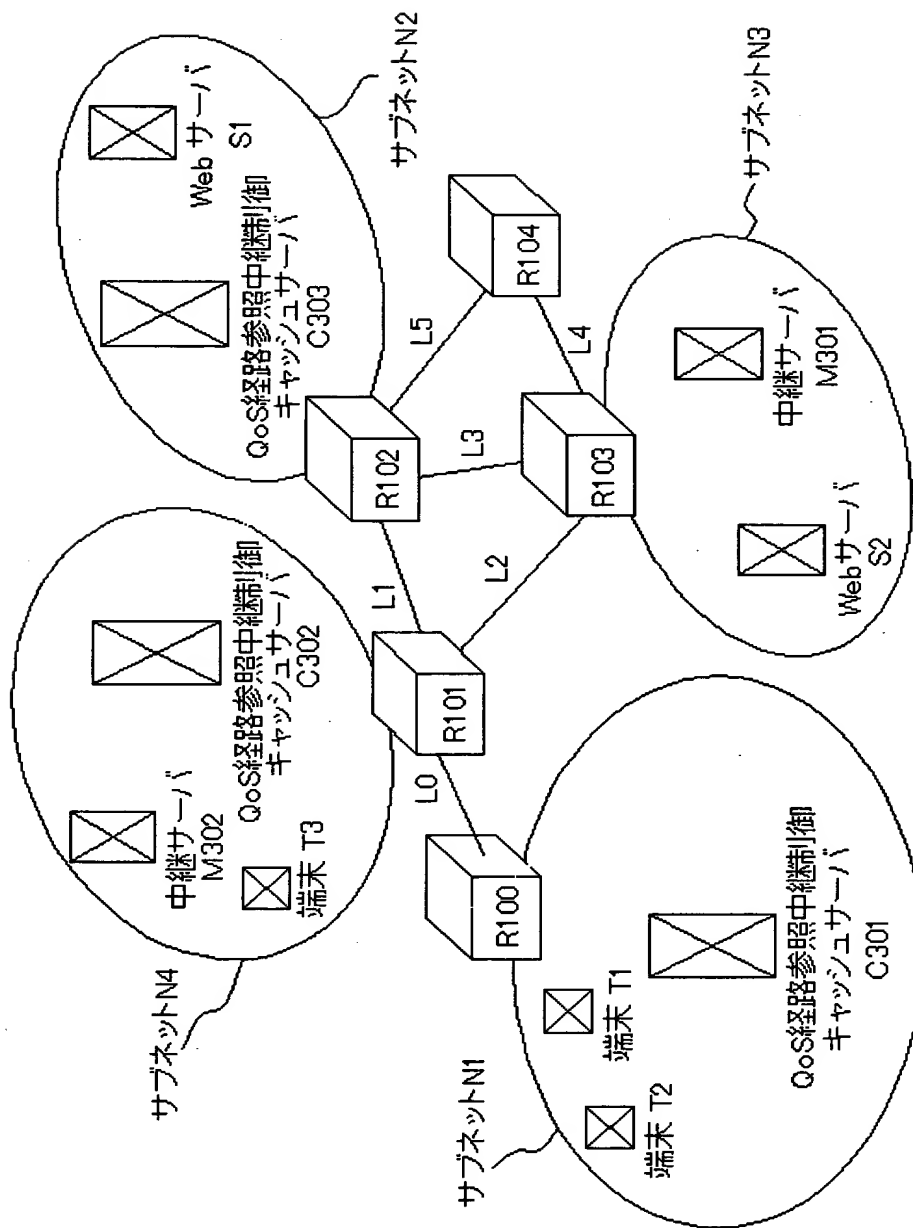 サブネットN4
中継サーバ
M302
端末 T3
QoS経路参照中継制御
キャッシュサーバ
C302
サブネットN2
QoS経路参照中継制御
キャッシュサーバ
C303
Webサーバ
S1
R100
L0
R101
L1
R102
L2
L3
L5
R103
L4
R104
サブネットN1
端末 T2
端末 T1
QoS経路参照中継制御
キャッシュサーバ
C301
サブネットN3
Webサーバ
S2
中継サーバ
M301